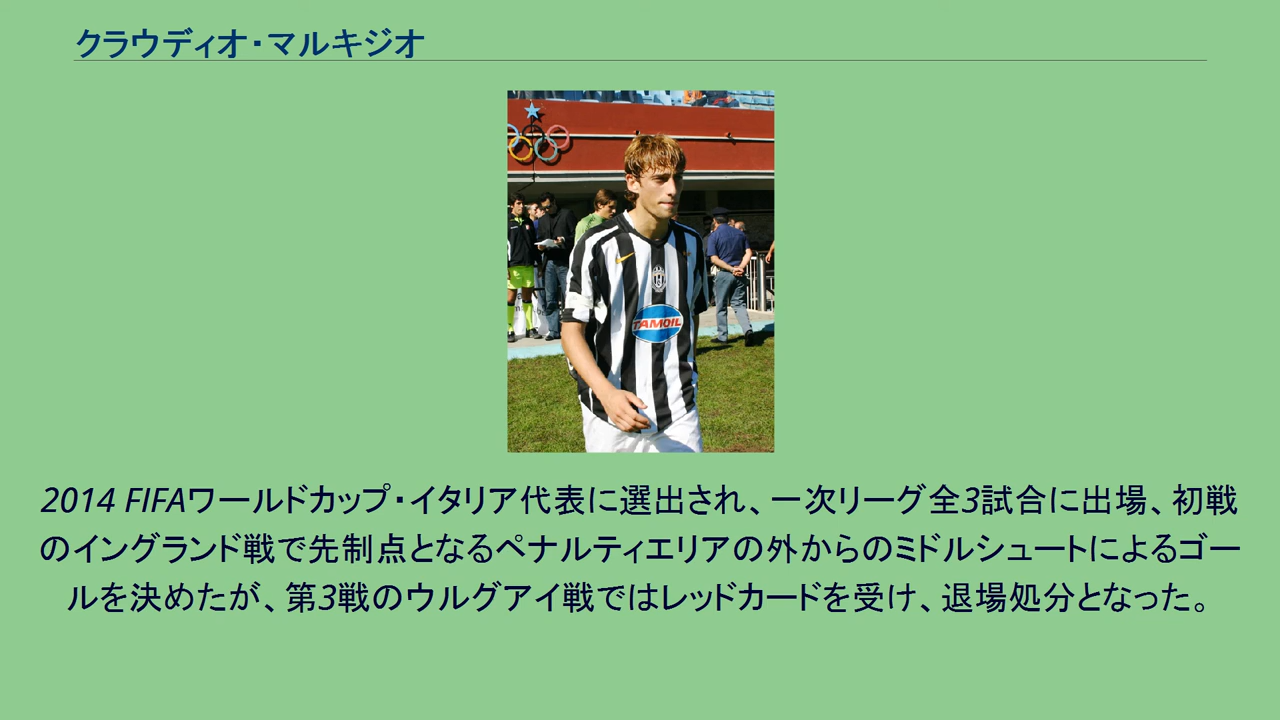 クラウディオ・マルキジオ
TAMOIL
2014 FIFAワールドカップ・イタリア代表に選出され、一次リーグ全3試合に出場、初戦
のイングランド戦で先制点となるペナルティエリアの外からのミドルシュートによるゴー
ルを決めたが、第3戦のウルグアイ戦ではレッドカードを受け、退場処分となった。